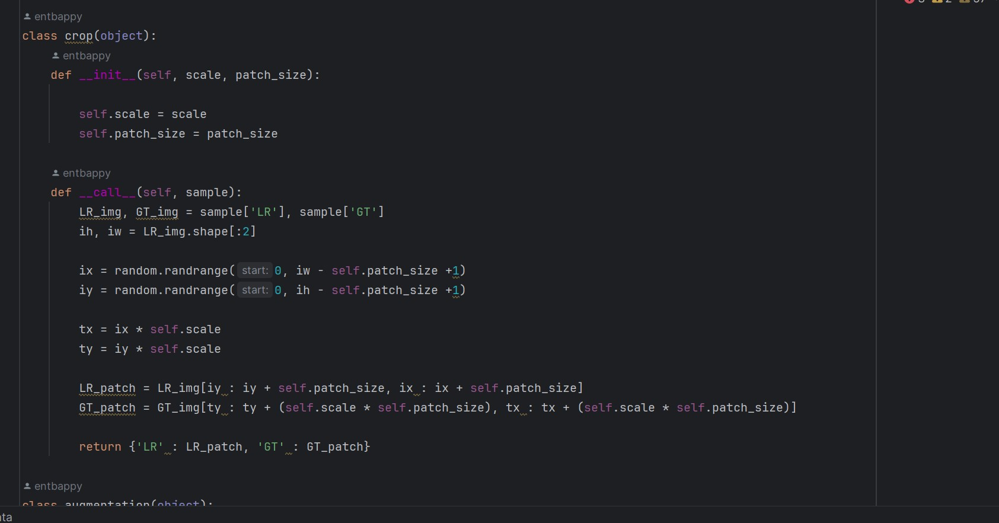 3 2 37
entbappy
class crop(object):
entbappy
def __init__(self, scale, patch_size):
self.scale = scale
self.patch_size = patch_size
entbappy
def __call__(self, sample):
LR_img, GT_img = sample['LR'], sample['GT']
ih, iw = LR_img.shape[:2]
ix = random.randrange(start: 0, iw - self.patch_size +1)
iy = random.randrange(start: 0, ih - self.patch_size +1)
tx = ix * self.scale
ty = iy * self.scale
LR_patch = LR_img[iy : iy + self.patch_size, ix : ix + self.patch_size]
GT_patch = GT_img[ty : ty + (self.scale * self.patch_size), tx : tx + (self.scale * self.patch_size)]
return {'LR' : LR_patch, 'GT' : GT_patch}
entbappy
class augmentation(object):
ata